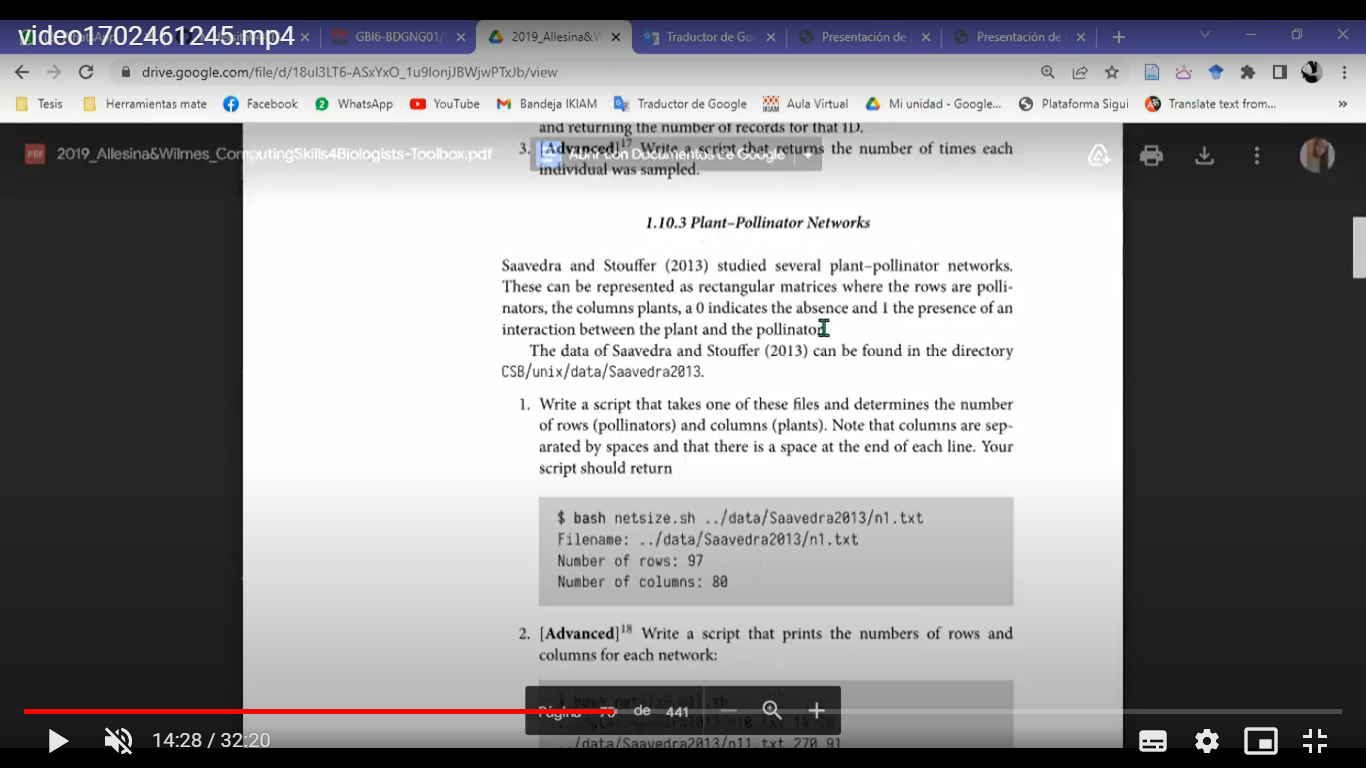 video1702461245.mp4
GBI6-BDGNG01/
2019_Allesina&W
Traductor de Go
Presentación de
Presentación de
drive.google.com/file/d/18ul3LT6-ASxYxO_1u9IonjJBWjwPTxJb/view
Tesis
Herramientas mate
Facebook
WhatsApp
YouTube
Bandeja IKIAM
Traductor de Google
Aula Virtual
Mi unidad - Google...
Plataforma Sigui
Translate text from...
»
PDF
2019_Allesina&Wilmes_ComputingSkills4Biologists-Toolbox.pdf
Abrir con Documentos de Google
and returning the number of records for that ID.
3. [Advanced]17 Write a script that returns the number of times each
individual was sampled.
1.10.3 Plant–Pollinator Networks
Saavedra and Stouffer (2013) studied several plant–pollinator networks.
These can be represented as rectangular matrices where the rows are polli-
nators, the columns plants, a 0 indicates the absence and 1 the presence of an
interaction between the plant and the pollinator.
The data of Saavedra and Stouffer (2013) can be found in the directory
CSB/unix/data/Saavedra2013.
1. Write a script that takes one of these files and determines the number
of rows (pollinators) and columns (plants). Note that columns are sep-
arated by spaces and that there is a space at the end of each line. Your
script should return
$ bash netsize.sh ../data/Saavedra2013/n1.txt
Filename: ../data/Saavedra2013/n1.txt
Number of rows: 97
Number of columns: 80
2. [Advanced]18 Write a script that prints the numbers of rows and
columns for each network:
Página 75 de 441
../data/Saavedra2013/n11.txt 270 91
14:28 / 32:20